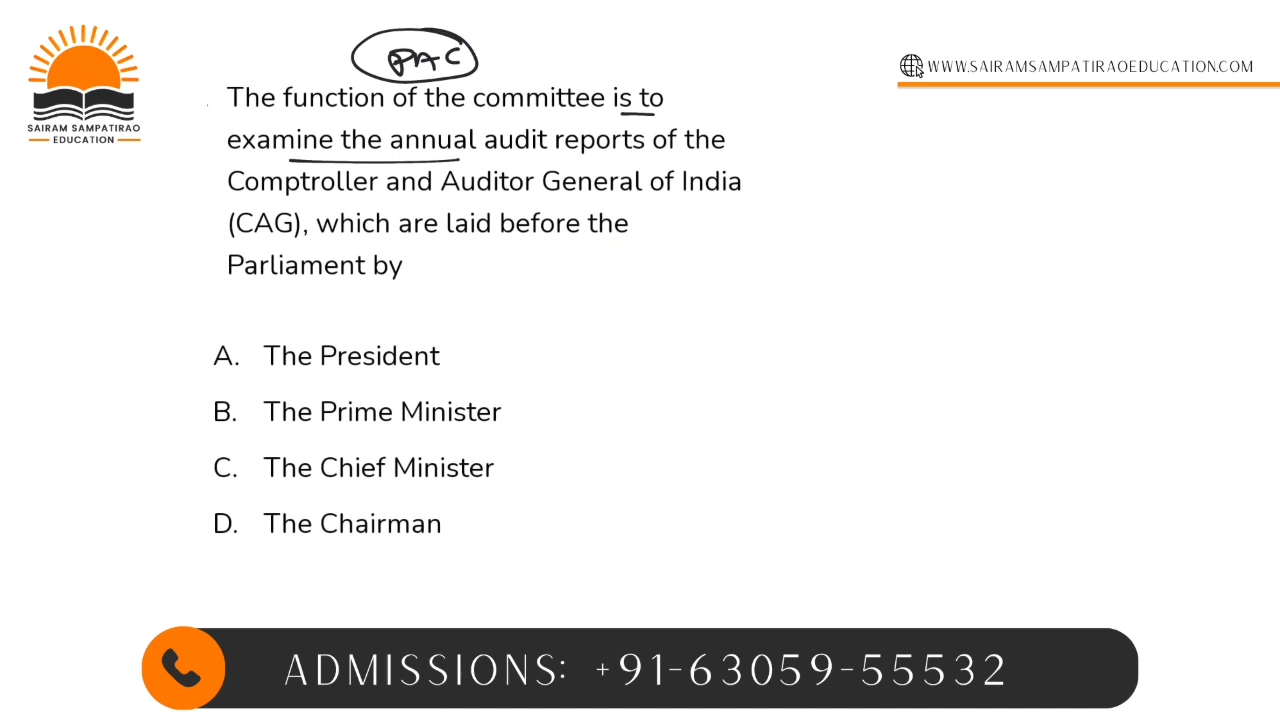 SAIRAM SAMPATIRAO
EDUCATION
PAC
WWW.SAIRAMSAMPATIRAOEDUCATION.COM
The function of the committee is to
examine the annual audit reports of the
Comptroller and Auditor General of India
(CAG), which are laid before the
Parliament by
A. The President
B. The Prime Minister
C. The Chief Minister
D. The Chairman
ADMISSIONS: +91-63059-55532